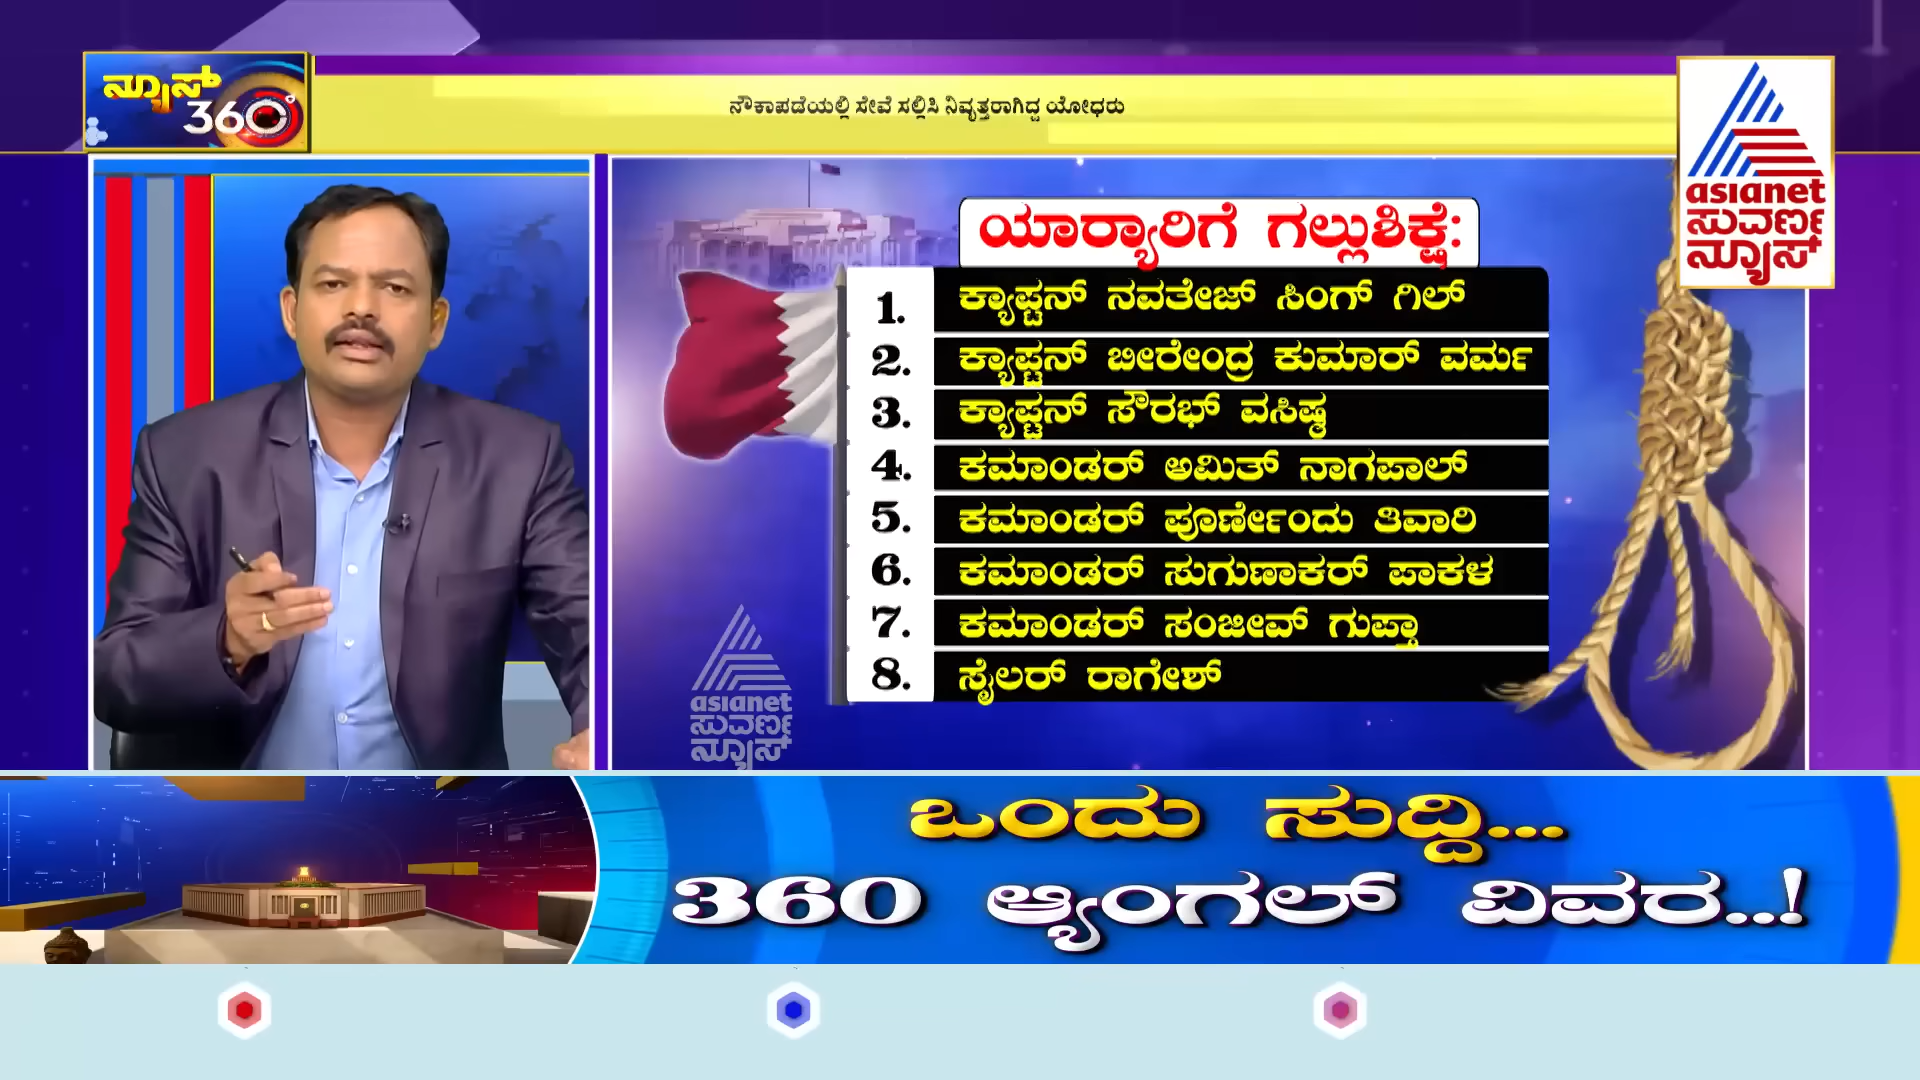 ನ್ಯೂಸ್
360°
ನೌಕಾಪಡೆಯಲ್ಲಿ ಸೇವೆ ಸಲ್ಲಿಸಿ ನಿವೃತ್ತರಾಗಿದ್ದ ಯೋಧರು
asianet
ಸುವರ್ಣ
ನ್ಯೂಸ್
ಯಾರ‍್ಯಾರಿಗೆ ಗಲ್ಲುಶಿಕ್ಷೆ:
1. ಕ್ಯಾಪ್ಟನ್ ನವತೇಜ್ ಸಿಂಗ್ ಗಿಲ್
2. ಕ್ಯಾಪ್ಟನ್ ಬೀರೇಂದ್ರ ಕುಮಾರ್ ವರ್ಮ
3. ಕ್ಯಾಪ್ಟನ್ ಸೌರಭ್ ವಸಿಷ್ಠ
4. ಕಮಾಂಡರ್ ಅಮಿತ್ ನಾಗಪಾಲ್
5. ಕಮಾಂಡರ್ ಪೂರ್ಣೇಂದು ತಿವಾರಿ
6. ಕಮಾಂಡರ್ ಸುಗುಣಾಕರ್ ಪಾಕಳ
7. ಕಮಾಂಡರ್ ಸಂಜೀವ್ ಗುಪ್ತಾ
8. ಸೈಲರ್ ರಾಗೇಶ್
asianet
ಸುವರ್ಣ
ನ್ಯೂಸ್
ಒಂದು ಸುದ್ದಿ...
360 ಆ್ಯಂಗಲ್ ವಿವರ..!